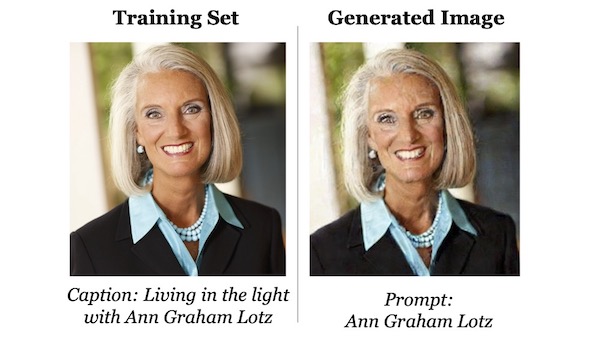 Training Set
Generated Image
Caption: Living in the light
with Ann Graham Lotz
Prompt:
Ann Graham Lotz